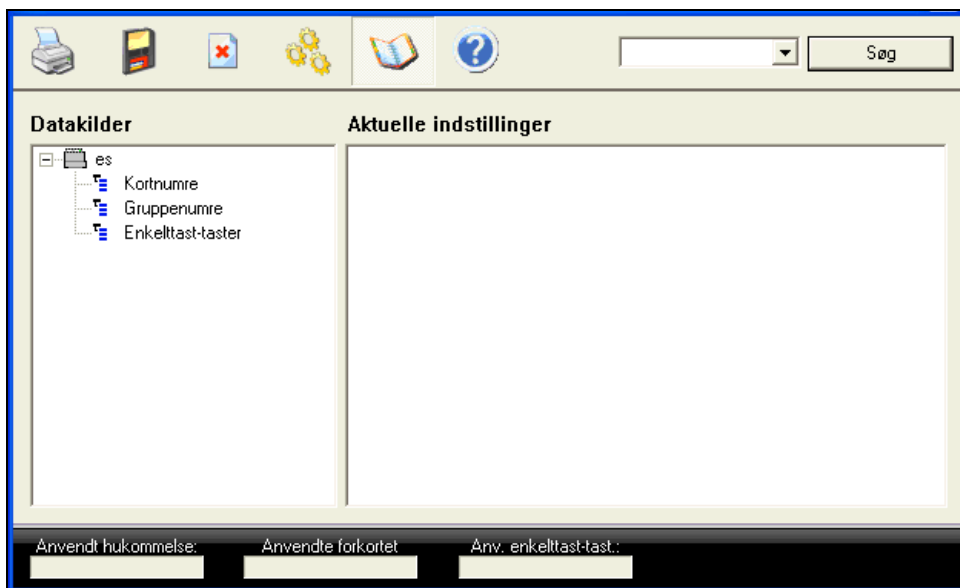 Søg
Datakilder
Aktuelle indstillinger
es
Kortnumre
Gruppenumre
Enkelttast-taster
Anvendt hukommelse:
Anvendte forkortet
Anv. enkelttast-tast.: